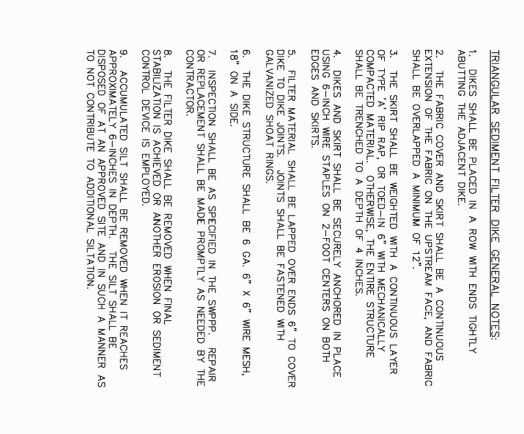 TRIANGULAR SEDIMENT FILTER DIKE GENERAL NOTES:
1. DIKES SHALL BE PLACED IN A ROW WITH ENDS TIGHTLY
ABUTTING THE ADJACENT DIKE.
2. THE FABRIC COVER AND SKIRT SHALL BE A CONTINUOUS
EXTENSION OF THE FABRIC ON THE UPSTREAM FACE, AND FABRIC
SHALL BE OVERLAPPED A MINIMUM OF 12".
3. THE SKIRT SHALL BE WEIGHTED WITH A CONTINUOUS LAYER
OF TYPE 'A' RIP RAP, OR TOED-IN 6" WITH MECHANICALLY
COMPACTED MATERIAL. OTHERWISE, THE ENTIRE STRUCTURE
SHALL BE TRENCHED TO A DEPTH OF 4 INCHES.
4. DIKES AND SKIRT SHALL BE SECURELY ANCHORED IN PLACE
USING 6-INCH WIRE STAPLES ON 2-FOOT CENTERS ON BOTH
EDGES AND SKIRTS.
5. FILTER MATERIAL SHALL BE LAPPED OVER ENDS 6" TO COVER
DIKE TO DIKE JOINTS. JOINTS SHALL BE FASTENED WITH
GALVANIZED SHOAT RINGS.
6. THE DIKE STRUCTURE SHALL BE 6 GA. 6" x 6" WIRE MESH,
18" ON A SIDE.
7. INSPECTION SHALL BE AS SPECIFIED IN THE SWPPP. REPAIR
OR REPLACEMENT SHALL BE MADE PROMPTLY AS NEEDED BY THE
CONTRACTOR.
8. THE FILTER DIKE SHALL BE REMOVED WHEN FINAL
STABILIZATION IS ACHIEVED OR ANOTHER EROSION OR SEDIMENT
CONTROL DEVICE IS EMPLOYED.
9. ACCUMULATED SILT SHALL BE REMOVED WHEN IT REACHES
APPROXIMATELY 6-INCHES IN DEPTH. THE SILT SHALL BE
DISPOSED OF AT AN APPROVED SITE AND IN SUCH A MANNER AS
TO NOT CONTRIBUTE TO ADDITIONAL SILTATION.